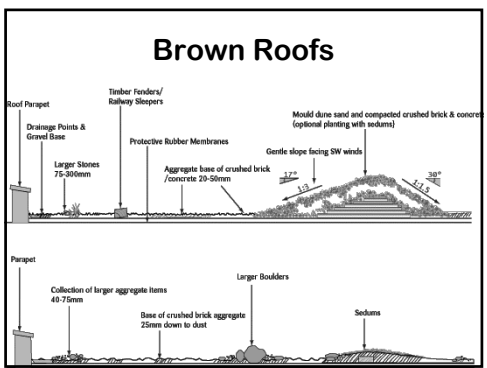 Brown Roofs
Timber Fenders/
Railway Sleepers
Roof Parapet
Mould dune sand and compacted crushed brick & concrete
(optional planting with sedums)
Drainage Points &
Gravel Base
Protective Rubber Membranes
Gentle slope facing SW winds
Larger Stones
75-300mm
Aggregate base of crushed brick
/concrete 20-50mm
17°
30°
1:3
1:1.5
Parapet
Larger Boulders
Collection of larger aggregate items
40-75mm
Base of crushed brick aggregate
25mm down to dust
Sedums